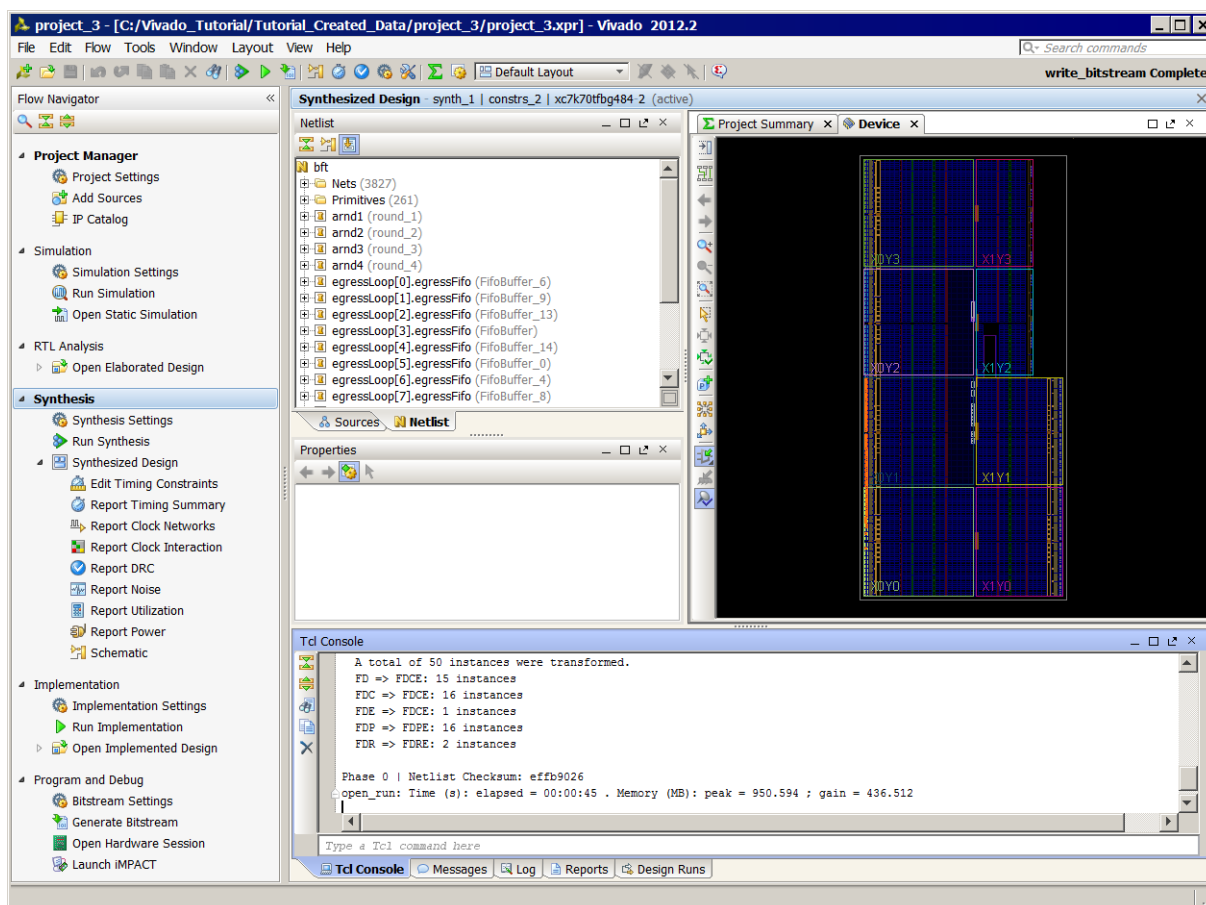 project_3 - [C:/Vivado_Tutorial/Tutorial_Created_Data/project_3/project_3.xpr] - Vivado 2012.2
File Edit Flow Tools Window Layout View Help
Search commands
Default Layout
write_bitstream Complete
Flow Navigator
Project Manager
Project Settings
Add Sources
IP Catalog
Simulation
Simulation Settings
Run Simulation
Open Static Simulation
RTL Analysis
Open Elaborated Design
Synthesis
Synthesis Settings
Run Synthesis
Synthesized Design
Edit Timing Constraints
Report Timing Summary
Report Clock Networks
Report Clock Interaction
Report DRC
Report Noise
Report Utilization
Report Power
Schematic
Implementation
Implementation Settings
Run Implementation
Open Implemented Design
Program and Debug
Bitstream Settings
Generate Bitstream
Open Hardware Session
Launch iMPACT
Synthesized Design - synth_1 | constrs_2 | xc7k70tfbg484-2 (active)
Netlist
bft
Nets (3827)
Primitives (261)
arnd1 (round_1)
arnd2 (round_2)
arnd3 (round_3)
arnd4 (round_4)
egressLoop[0].egressFifo (FifoBuffer_6)
egressLoop[1].egressFifo (FifoBuffer_9)
egressLoop[2].egressFifo (FifoBuffer_13)
egressLoop[3].egressFifo (FifoBuffer)
egressLoop[4].egressFifo (FifoBuffer_14)
egressLoop[5].egressFifo (FifoBuffer_0)
egressLoop[6].egressFifo (FifoBuffer_4)
egressLoop[7].egressFifo (FifoBuffer_8)
Sources Netlist
Properties
Project Summary Device
X0Y3 X1Y3
X0Y2 X1Y2
X0Y1 X1Y1
X0Y0 X1Y0
Tcl Console
A total of 50 instances were transformed.
FD => FDCE: 15 instances
FDC => FDCE: 16 instances
FDE => FDCE: 1 instances
FDP => FDPE: 16 instances
FDR => FDRE: 2 instances
Phase 0 | Netlist Checksum: effb9026
open_run: Time (s): elapsed = 00:00:45 . Memory (MB): peak = 950.594 ; gain = 436.512
Type a Tcl command here
Tcl Console Messages Log Reports Design Runs